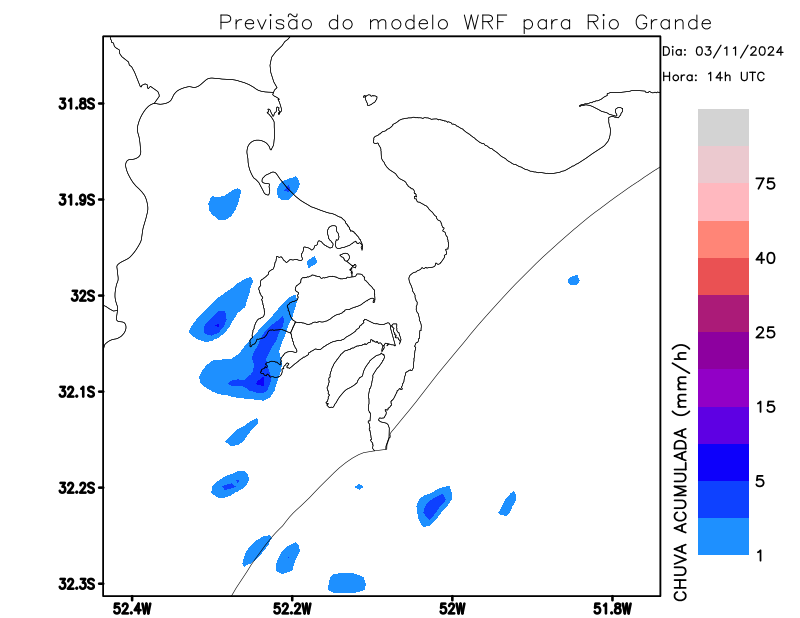 Previsão do modelo WRF para Rio Grande
Dia: 03/11/2024
Hora: 14h UTC
31.8S
31.9S
32S
32.1S
32.2S
32.3S
52.4W
52.2W
52W
51.8W
75
40
25
15
5
1
CHUVA ACUMULADA (mm/h)